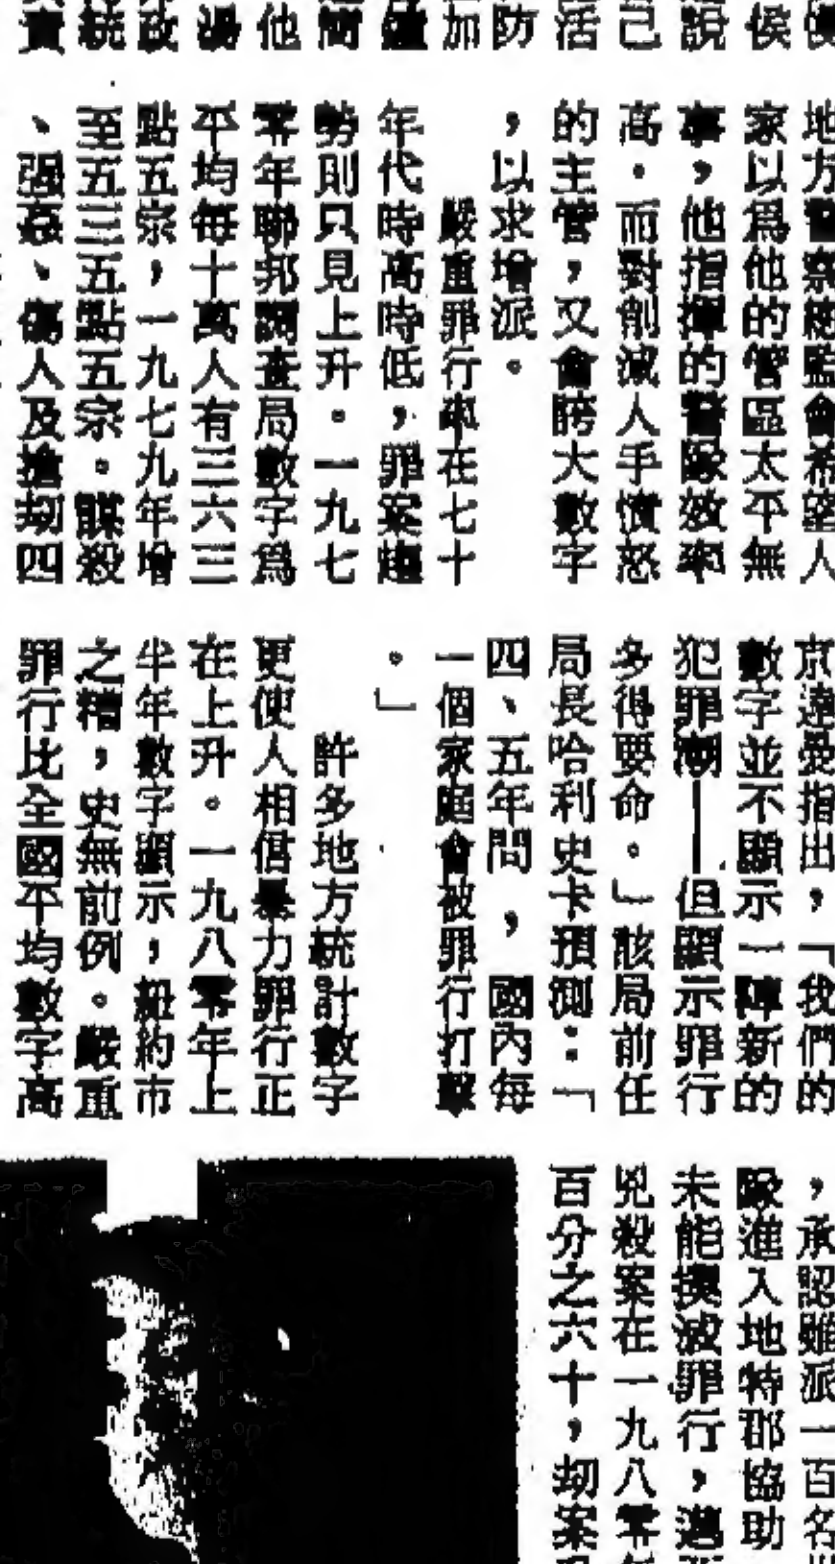 地方警察總監會希望人
家以爲他的管區太平無
事，他指揮的警隊效率
高。而對削減人手憤怒
的主管，又會誇大數字
，以求增派。
嚴重罪行率在七十
年代時高時低，罪案趨
勢則只見上升。一九七
零年聯邦調查局數字爲
平均每十萬人有三六三
點五宗，一九七九年增
至五三五點五宗。謀殺
、强姦、傷人及搶刼四
京達曼指出，「我們的
數字並不顯示一陣新的
犯罪潮——但顯示罪行
多得要命。」該局前任
局長哈利史卡預測：「
四、五年間，國內每
一個家庭會被罪行打擊
。」
許多地方統計數字
更使人相信暴力罪行正
在上升。一九八零年上
半年數字顯示，紐約市
之糟，史無前例。嚴重
罪行比全國平均數字高
，承認雖派一百名
隊進入地特郡協助
未能撲滅罪行，邁
兇殺案在一九八零
百分之六十，刼案